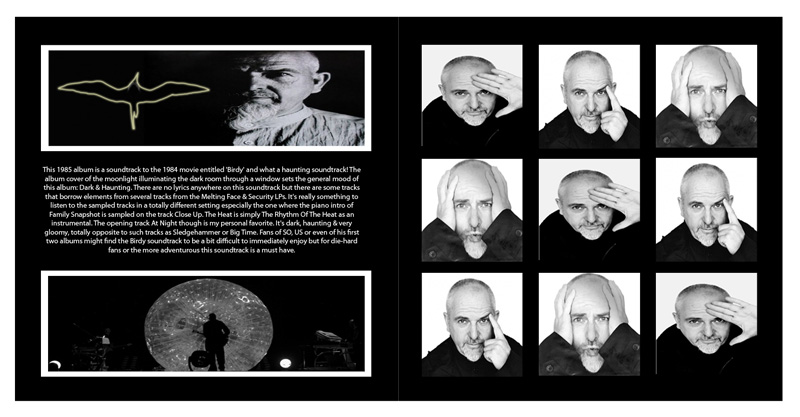 This 1985 album is a soundtrack to the 1984 movie entitled 'Birdy' and what a haunting soundtrack! The
album cover of the moonlight illuminating the dark room through a window sets the general mood of
this album: Dark & Haunting. There are no lyrics anywhere on this soundtrack but there are some tracks
that borrow elements from several tracks from the Melting Face & Security LPs. It's really something to
listen to the sampled tracks in a totally different setting especially the one where the piano intro of
Family Snapshot is sampled on the track Close Up. The Heat is simply The Rhythm Of The Heat as an
instrumental. The opening track At Night though is my personal favorite. It's dark, haunting & very
gloomy, totally opposite to such tracks as Sledgehammer or Big Time. Fans of SO, US or even of his first
two albums might find the Birdy soundtrack to be a bit difficult to immediately enjoy but for die-hard
fans or the more adventurous this soundtrack is a must have.